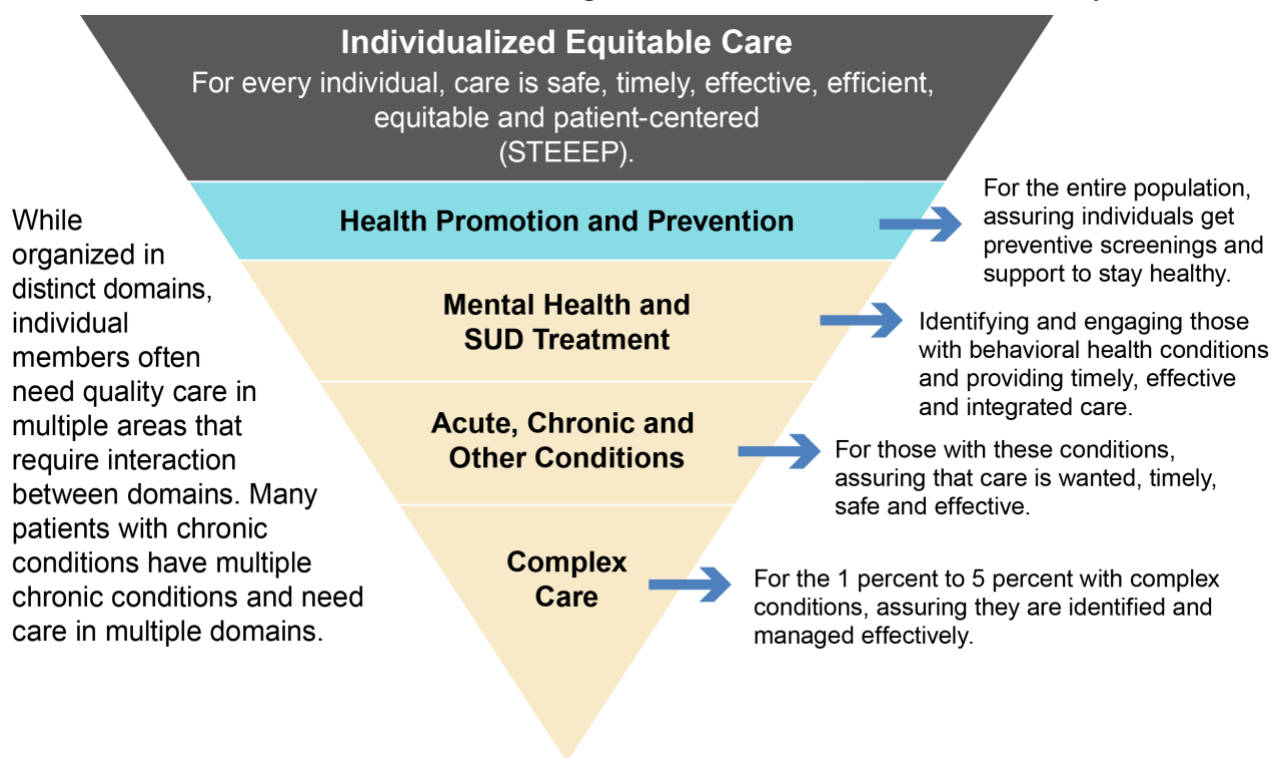 Individualized Equitable Care
For every individual, care is safe, timely, effective, efficient,
equitable and patient-centered
(STEEEP).
While
organized in
distinct domains,
individual
members often
need quality care in
multiple areas that
require interaction
between domains. Many
patients with chronic
conditions have multiple
chronic conditions and need
care in multiple domains.
Health Promotion and Prevention
For the entire population,
assuring individuals get
preventive screenings and
support to stay healthy.
Mental Health and
SUD Treatment
Identifying and engaging those
with behavioral health conditions
and providing timely, effective
and integrated care.
Acute, Chronic and
Other Conditions
For those with these conditions,
assuring that care is wanted, timely,
safe and effective.
Complex
Care
For the 1 percent to 5 percent with complex
conditions, assuring they are identified and
managed effectively.